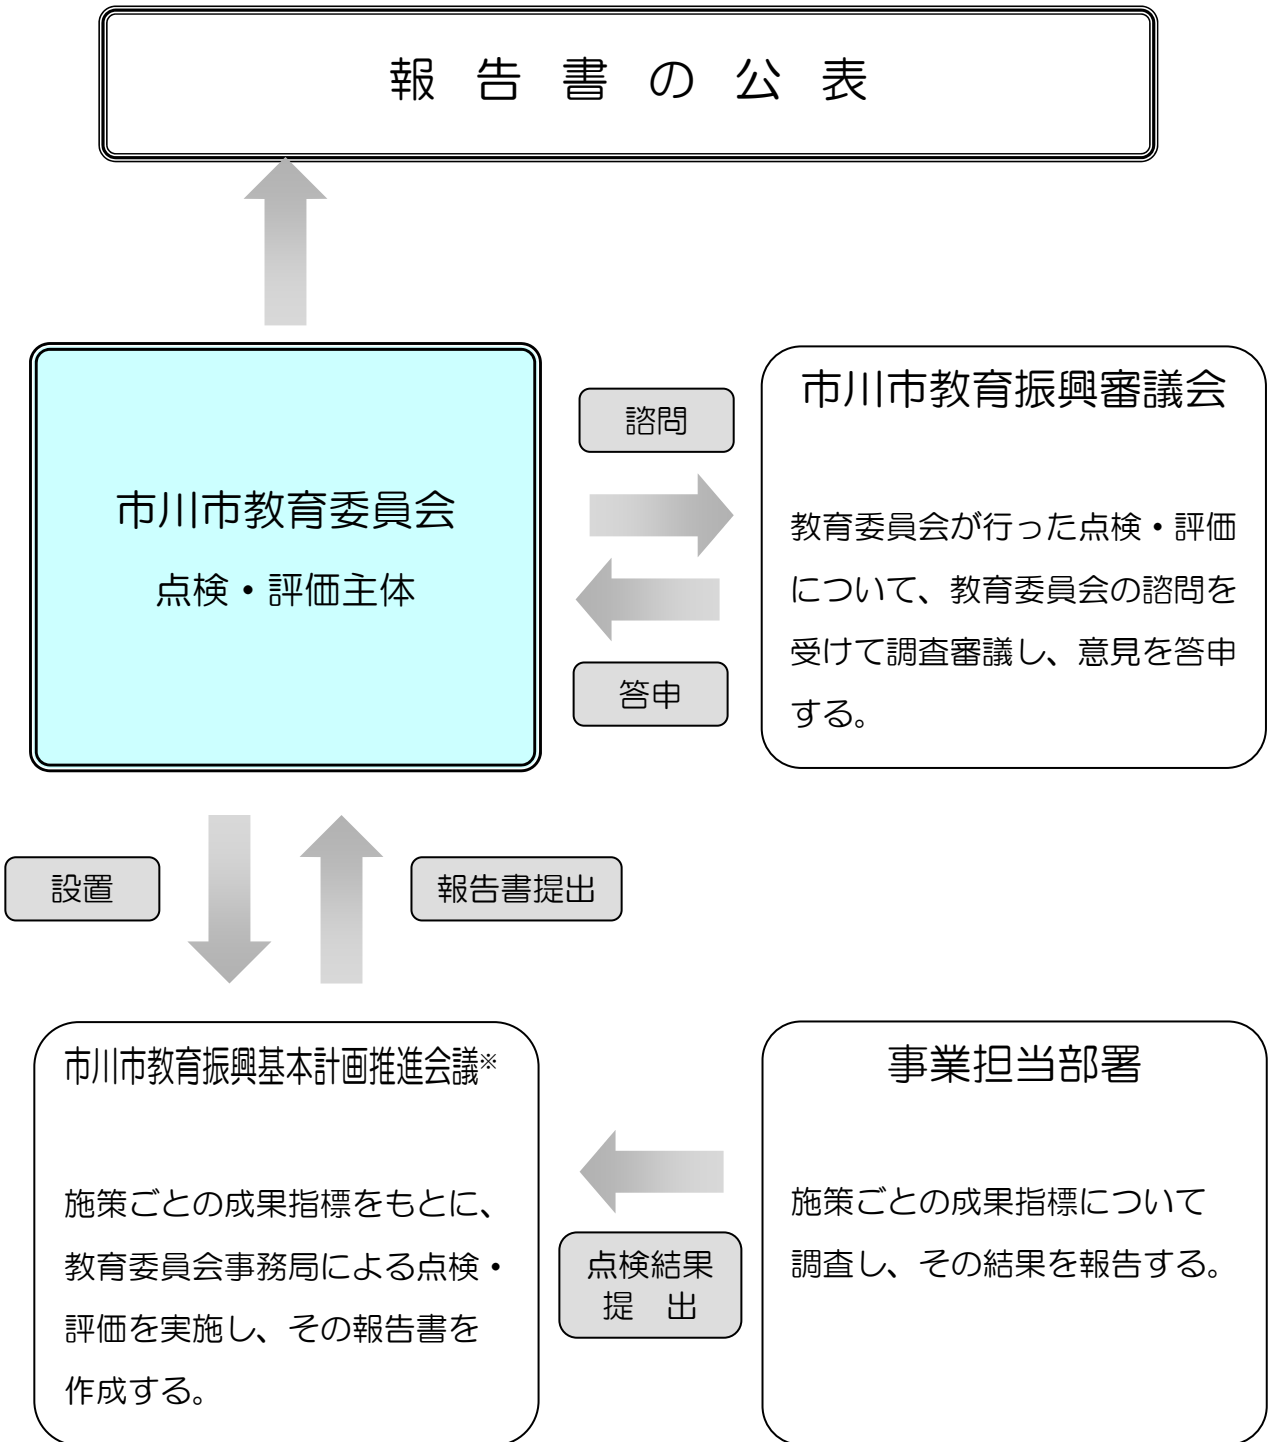 報告書の公表
市川市教育委員会
点検・評価主体
諮問
答申
市川市教育振興審議会
教育委員会が行った点検・評価
について、教育委員会の諮問を
受けて調査審議し、意見を答申
する。
設置
報告書提出
市川市教育振興基本計画推進会議※
施策ごとの成果指標をもとに、
教育委員会事務局による点検・
評価を実施し、その報告書を
作成する。
点検結果
提　出
事業担当部署
施策ごとの成果指標について
調査し、その結果を報告する。